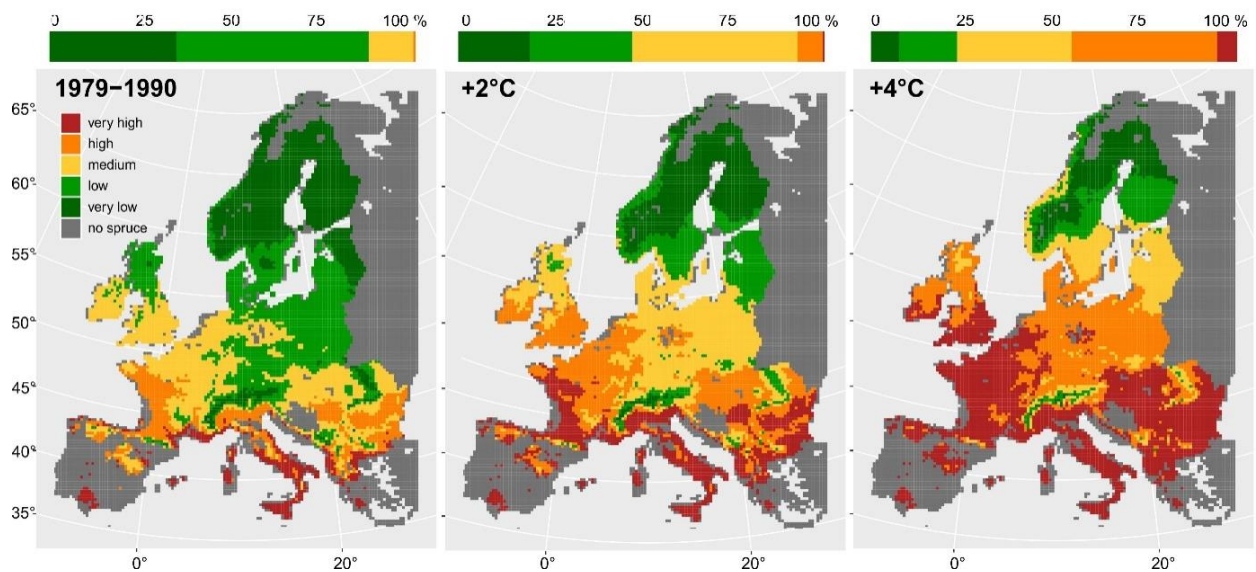 0 50 75 100 %
0 25 50 75 100 %
0 25 50 75 100 %
1979−1990
+2°C
+4°C
very high
high
medium
low
very low
no spruce
65°
60°
55°
50°
45°
40°
35°
0° 20°
0° 20°
0° 20°